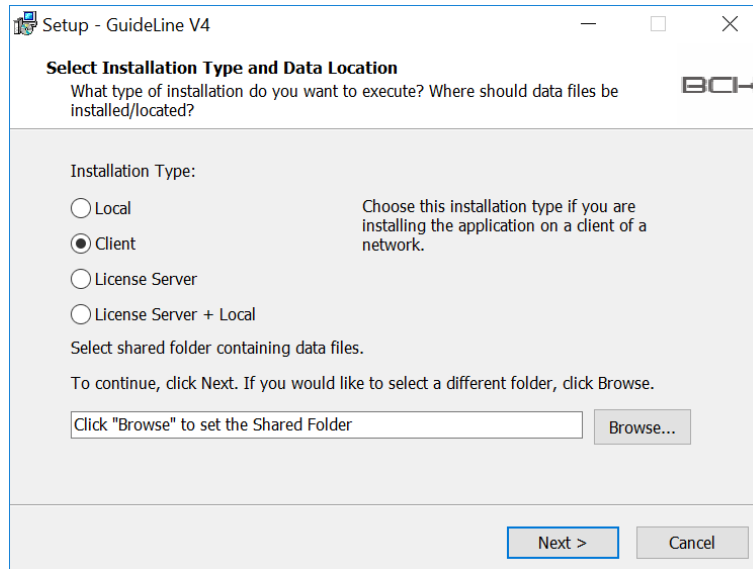 Setup - GuideLine V4
Select Installation Type and Data Location
What type of installation do you want to execute? Where should data files be
installed/located?
Installation Type:
Local
Choose this installation type if you are
installing the application on a client of a
network.
Client
License Server
License Server + Local
Select shared folder containing data files.
To continue, click Next. If you would like to select a different folder, click Browse.
Click "Browse" to set the Shared Folder
Browse...
Next >
Cancel